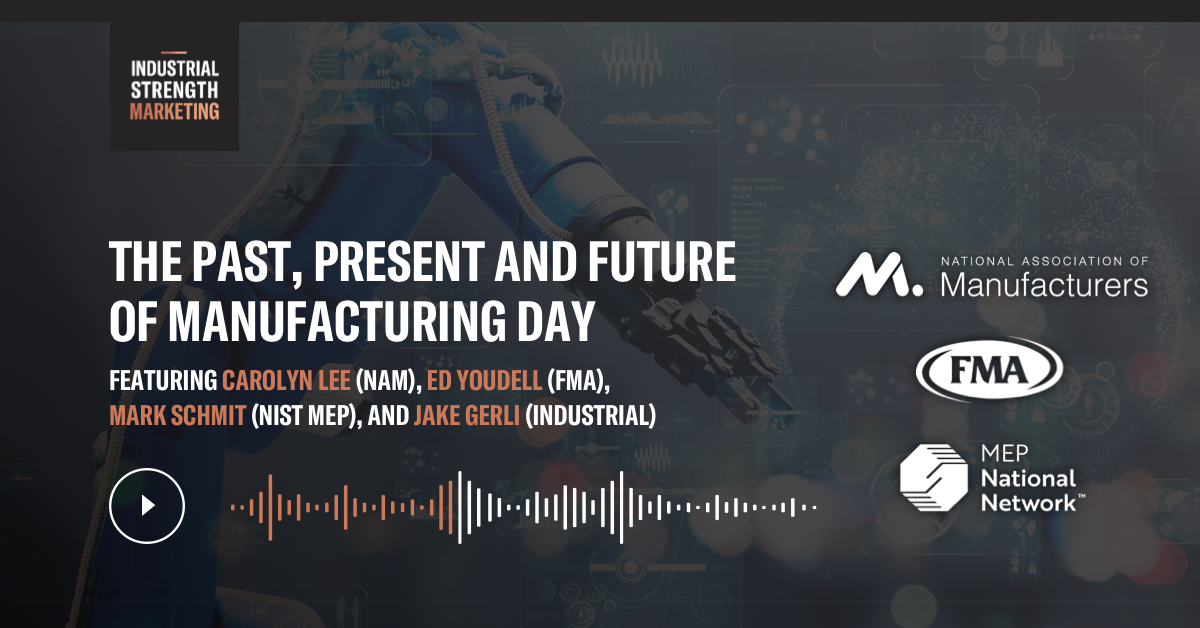 INDUSTRIAL
STRENGTH
MARKETING
THE PAST, PRESENT AND FUTURE
OF MANUFACTURING DAY
FEATURING CAROLYN LEE (NAM), ED YOUDELL (FMA),
MARK SCHMIT (NIST MEP), AND JAKE GERLI (INDUSTRIAL)
NATIONAL ASSOCIATION OF
Manufacturers
FMA
MEP
National
Network™